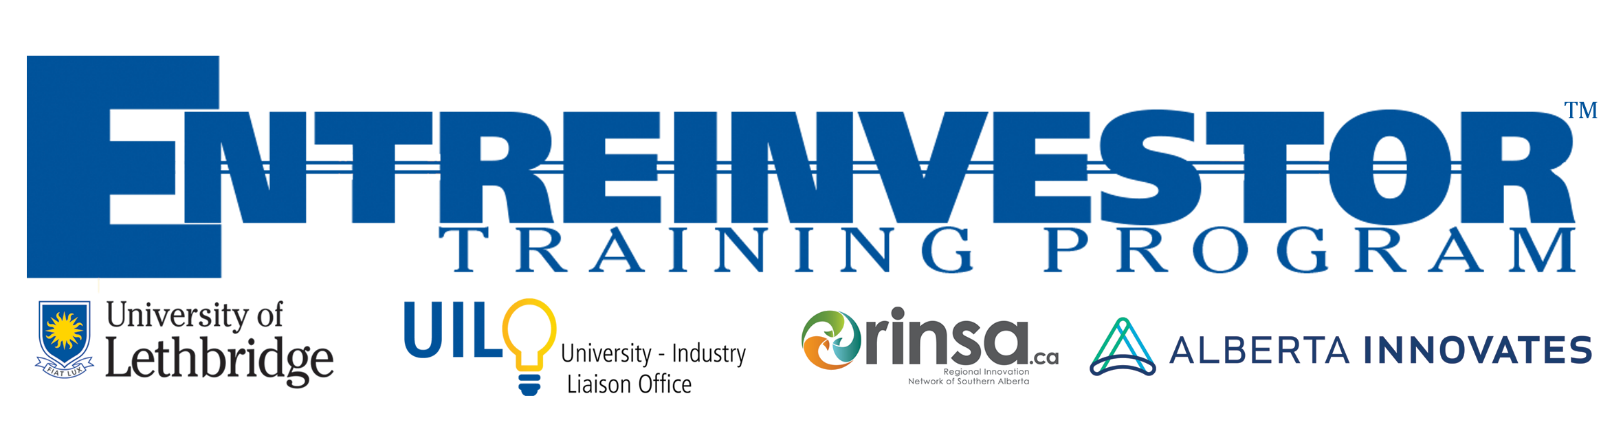 ENTREINVESTOR™
TRAINING PROGRAM
University of
Lethbridge
FIAT LUX
UILO
University - Industry
Liaison Office
rinsa.ca
Regional Innovation
Network of Southern Alberta
ALBERTA INNOVATES